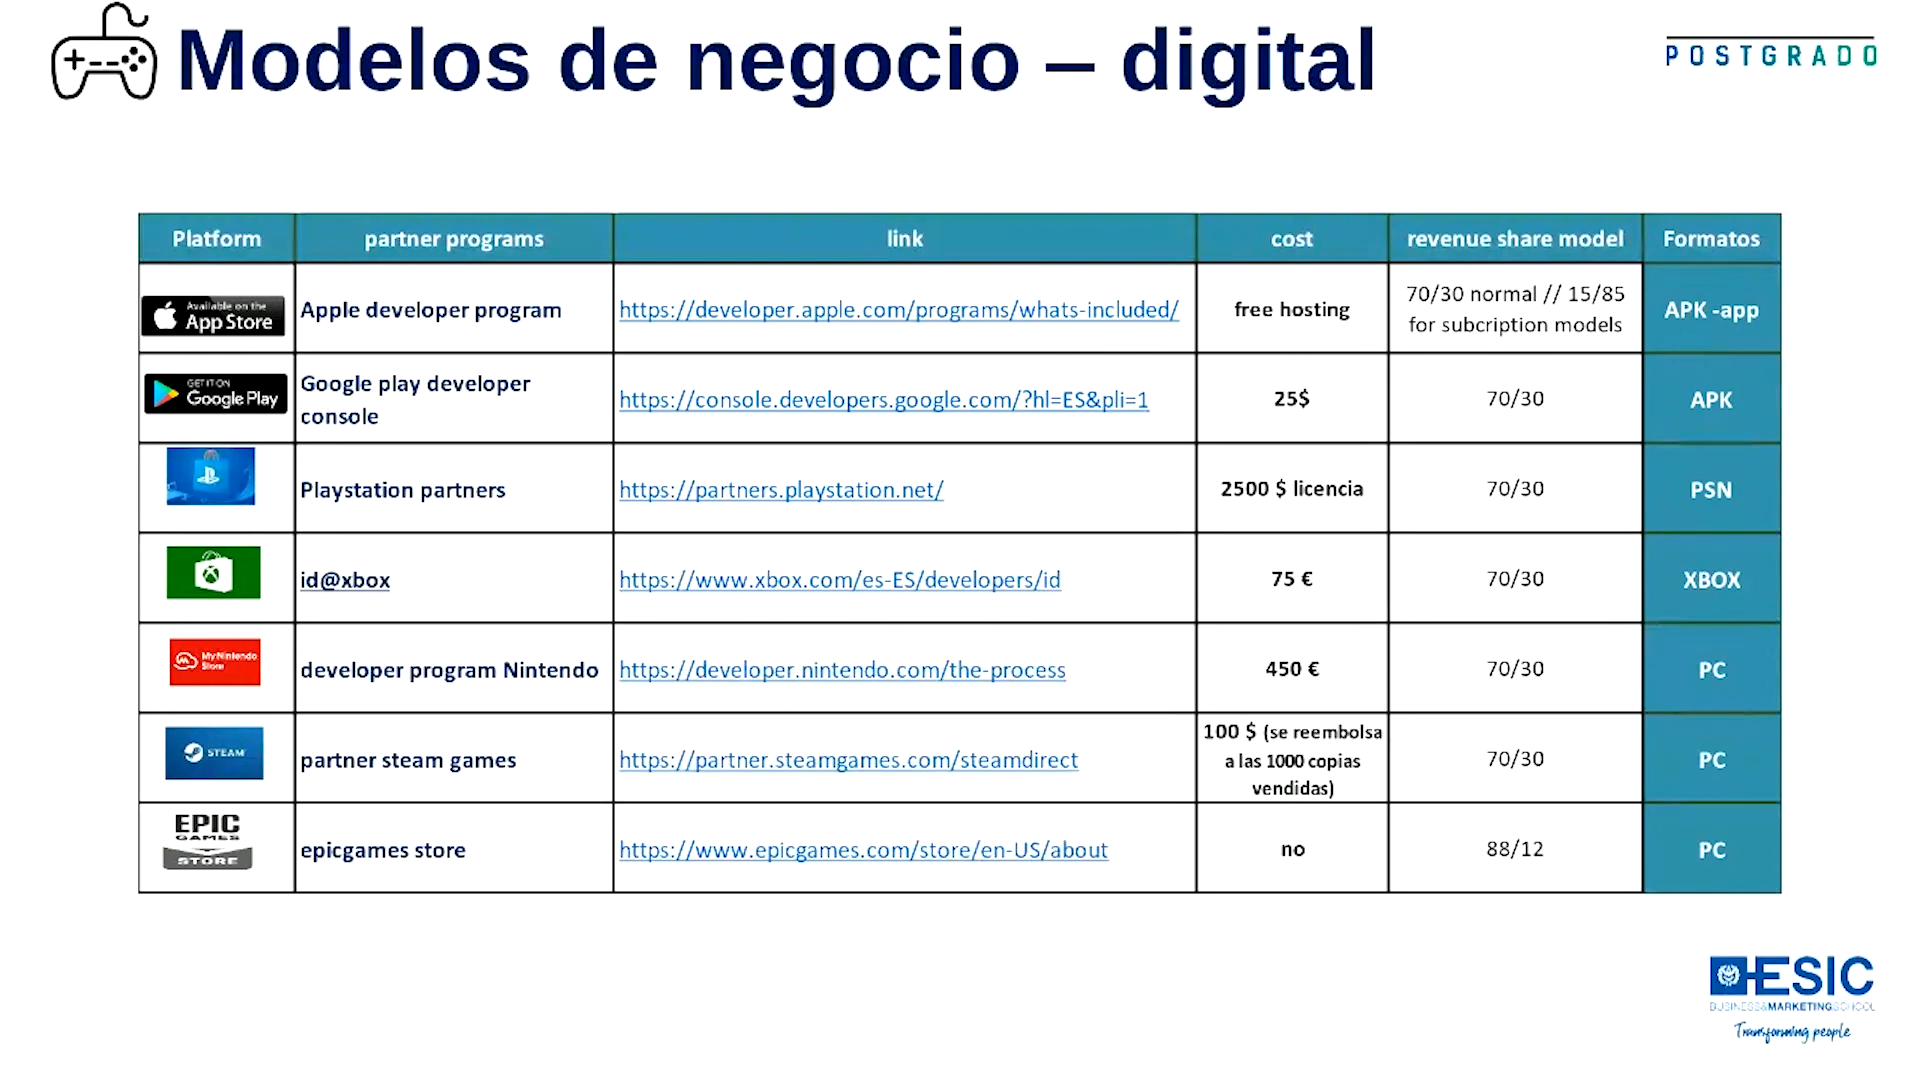 Modelos de negocio – digital
POSTGRADO
Platform partner programs link cost revenue share model Formatos
Available on the
App Store
Apple developer program
https://developer.apple.com/programs/whats-included/
free hosting
70/30 normal // 15/85
for subcription models
APK -app
GET IT ON
Google Play
Google play developer
console
https://console.developers.google.com/?hl=ES&pli=1
25$
70/30
APK
Playstation partners
https://partners.playstation.net/
2500 $ licencia
70/30
PSN
id@xbox
https://www.xbox.com/es-ES/developers/id
75 €
70/30
XBOX
My Nintendo
Store
developer program Nintendo
https://developer.nintendo.com/the-process
450 €
70/30
PC
STEAM
partner steam games
https://partner.steamgames.com/steamdirect
100 $ (se reembolsa
a las 1000 copias
vendidas)
70/30
PC
EPIC
GAMES
STORE
epicgames store
https://www.epicgames.com/store/en-US/about
no
88/12
PC
ESIC
BUSINESS&MARKETINGSCHOOL
Transforming people